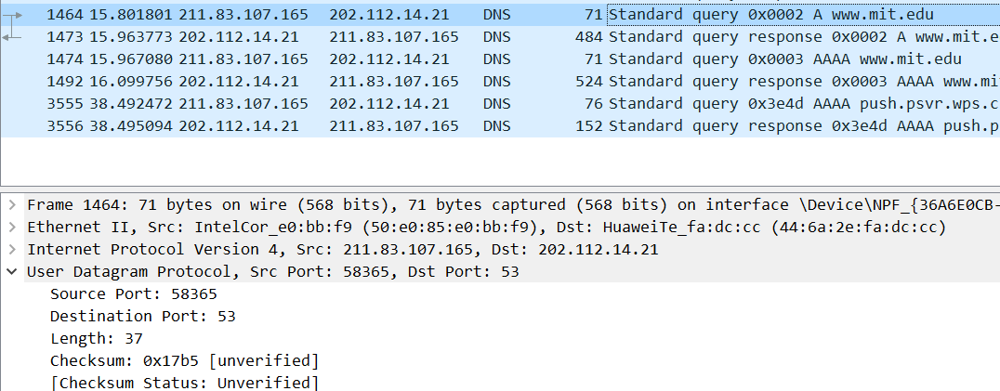 1464 15.801801 211.83.107.165 202.112.14.21 DNS 71 Standard query 0x0002 A www.mit.edu
1473 15.963773 202.112.14.21 211.83.107.165 DNS 484 Standard query response 0x0002 A www.mit.e
1474 15.967080 211.83.107.165 202.112.14.21 DNS 71 Standard query 0x0003 AAAA www.mit.edu
1492 16.099756 202.112.14.21 211.83.107.165 DNS 524 Standard query response 0x0003 AAAA www.mi
3555 38.492472 211.83.107.165 202.112.14.21 DNS 76 Standard query 0x3e4d AAAA push.psvr.wps.c
3556 38.495094 202.112.14.21 211.83.107.165 DNS 152 Standard query response 0x3e4d AAAA push.p
Frame 1464: 71 bytes on wire (568 bits), 71 bytes captured (568 bits) on interface \Device\NPF_{36A6E0CB-
Ethernet II, Src: IntelCor_e0:bb:f9 (50:e0:85:e0:bb:f9), Dst: HuaweiTe_fa:dc:cc (44:6a:2e:fa:dc:cc)
Internet Protocol Version 4, Src: 211.83.107.165, Dst: 202.112.14.21
User Datagram Protocol, Src Port: 58365, Dst Port: 53
Source Port: 58365
Destination Port: 53
Length: 37
Checksum: 0x17b5 [unverified]
[Checksum Status: Unverified]